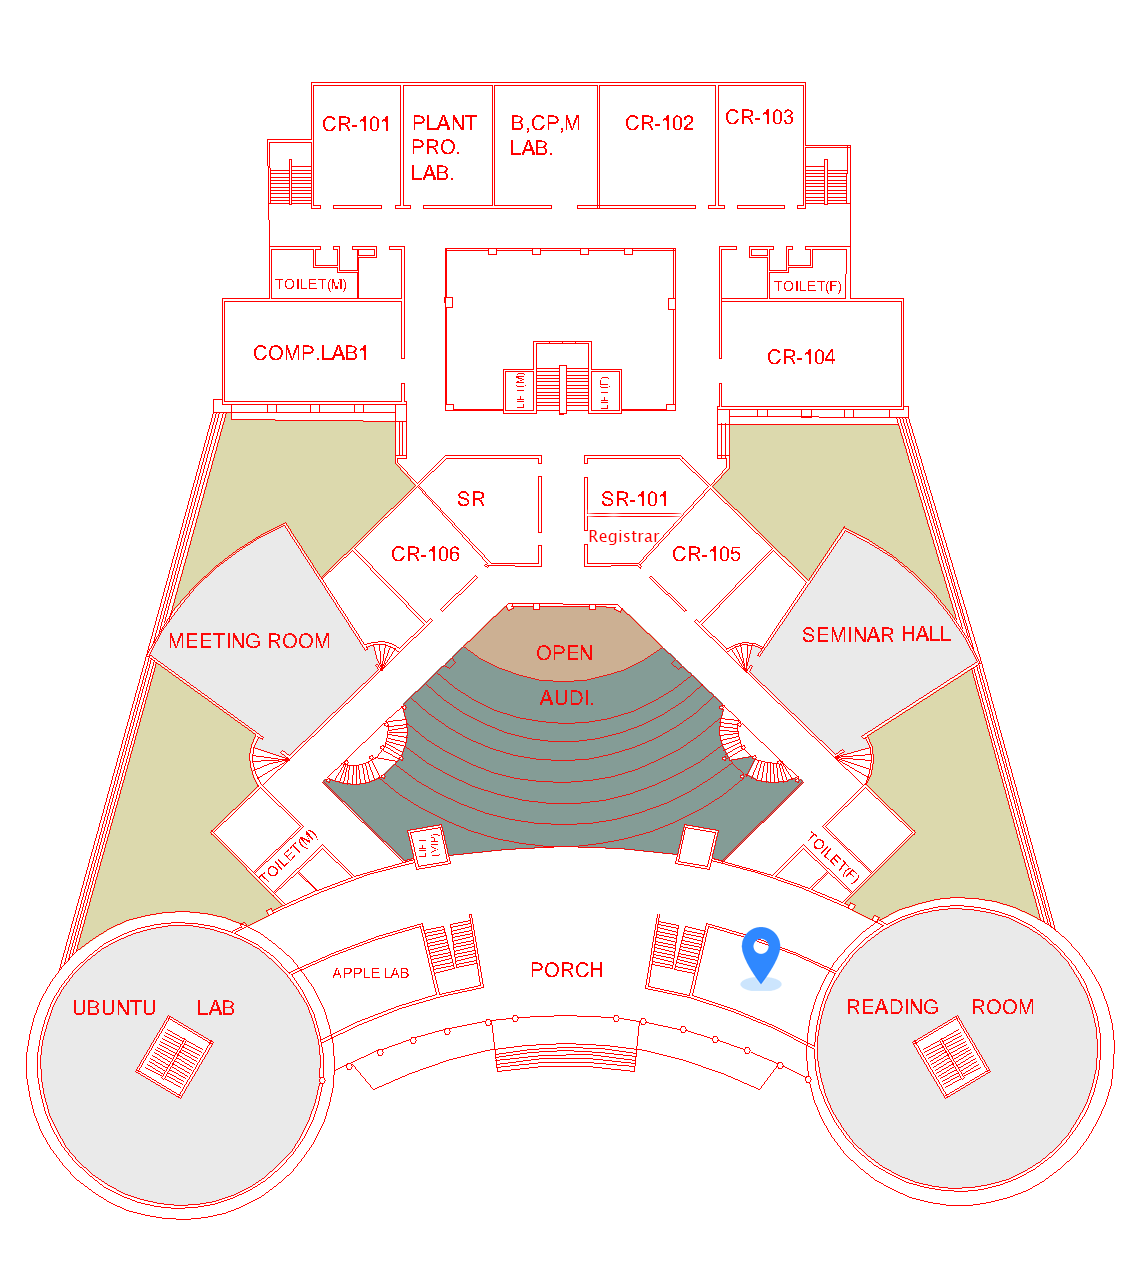 CR-101
PLANT
PRO.
LAB.
B,CP,M
LAB.
CR-102
CR-103
TOILET(M)
TOILET(F)
COMP.LAB1
CR-104
LIFT(M)
LIFT(F)
SR
SR-101
Registrar
CR-106
CR-105
MEETING ROOM
SEMINAR HALL
OPEN
AUDI.
TOILET(M)
LIFT
(VIP)
TOILET(F)
APPLE LAB
PORCH
UBUNTU LAB
READING ROOM